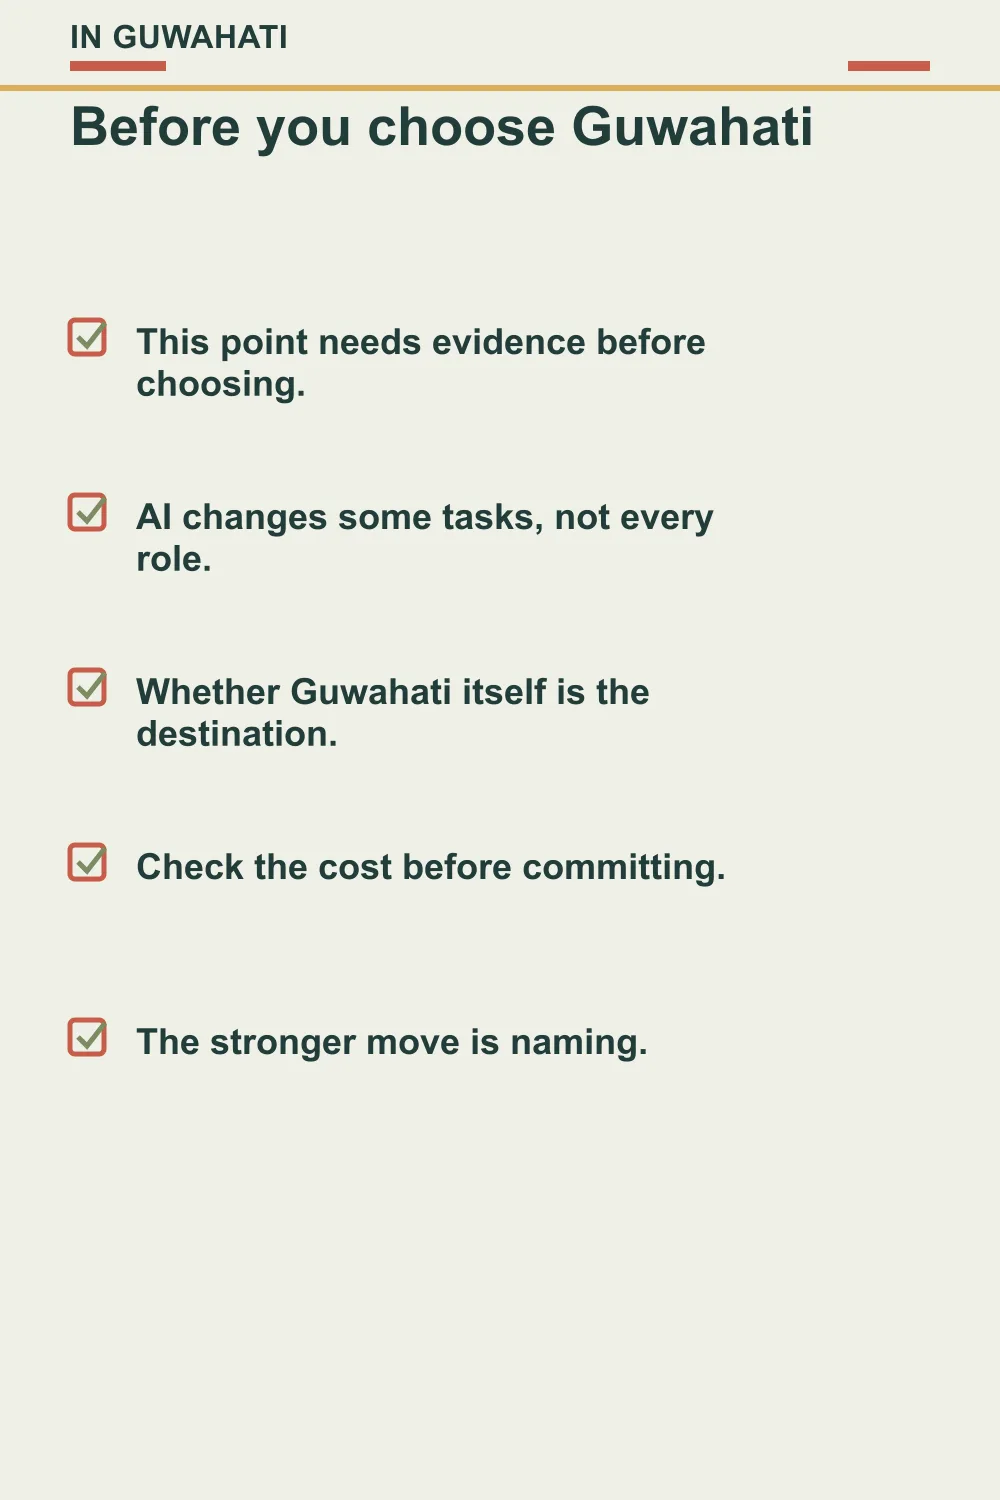 IN GUWAHATI
Before you choose Guwahati
This point needs evidence before
choosing.
AI changes some tasks, not every
role.
Whether Guwahati itself is the
destination.
Check the cost before committing.
The stronger move is naming.